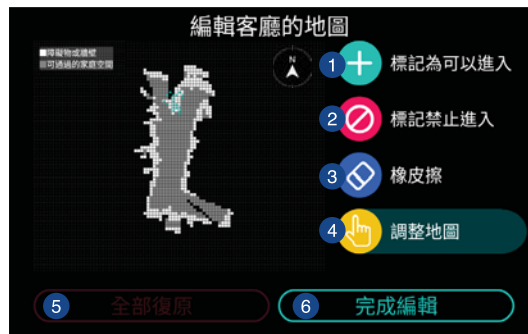 編輯客廳的地圖
障礙物或牆壁
可通過的家庭空間
N
1 標記為可以進入
2 標記禁止進入
3 橡皮擦
4 調整地圖
5 全部復原
6 完成編輯